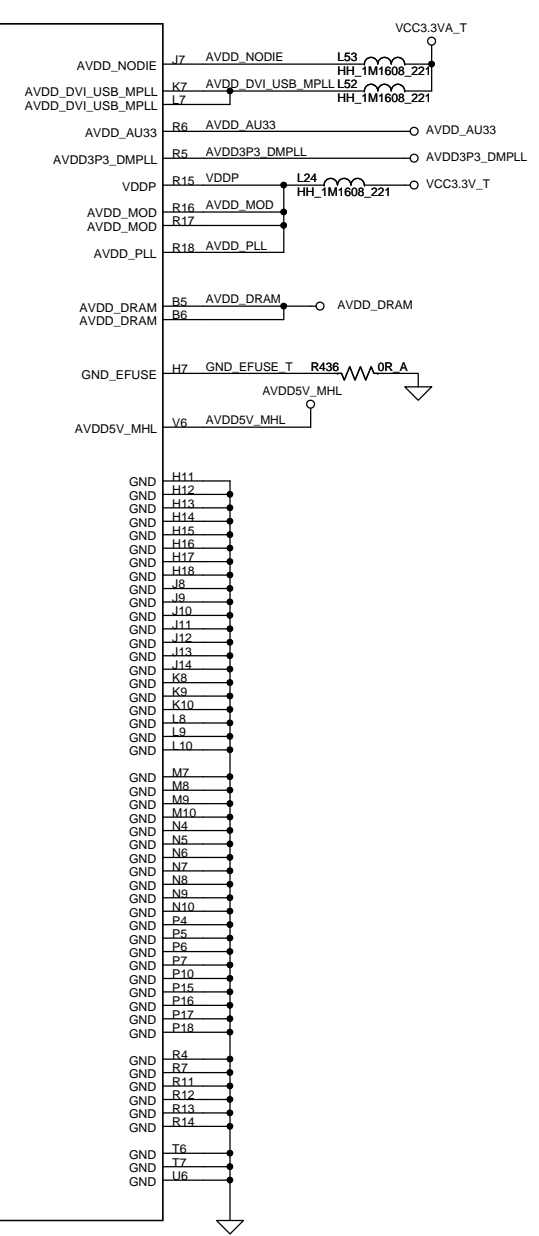 VCC3.3VA_T
AVDD_NODIE J7 AVDD_NODIE L53
HH_1M1608_221
AVDD_DVI_USB_MPLL K7 AVDD_DVI_USB_MPLL L52
AVDD_DVI_USB_MPLL L7 HH_1M1608_221
AVDD_AU33 R6 AVDD_AU33 AVDD_AU33
AVDD3P3_DMPLL R5 AVDD3P3_DMPLL AVDD3P3_DMPLL
VDDP R15 VDDP L24 VCC3.3V_T
HH_1M1608_221
AVDD_MOD R16 AVDD_MOD
AVDD_MOD R17
AVDD_PLL R18 AVDD_PLL
AVDD_DRAM B5 AVDD_DRAM AVDD_DRAM
AVDD_DRAM B6
GND_EFUSE H7 GND_EFUSE_T R436 0R_A
AVDD5V_MHL
AVDD5V_MHL V6 AVDD5V_MHL
GND H11
GND H12
GND H13
GND H14
GND H15
GND H16
GND H17
GND H18
GND J8
GND J9
GND J10
GND J11
GND J12
GND J13
GND J14
GND K8
GND K9
GND K10
GND L8
GND L9
GND L10
GND M7
GND M8
GND M9
GND M10
GND N4
GND N5
GND N6
GND N7
GND N8
GND N9
GND N10
GND P4
GND P5
GND P6
GND P7
GND P10
GND P15
GND P16
GND P17
GND P18
GND R4
GND R7
GND R11
GND R12
GND R13
GND R14
GND T6
GND T7
GND U6